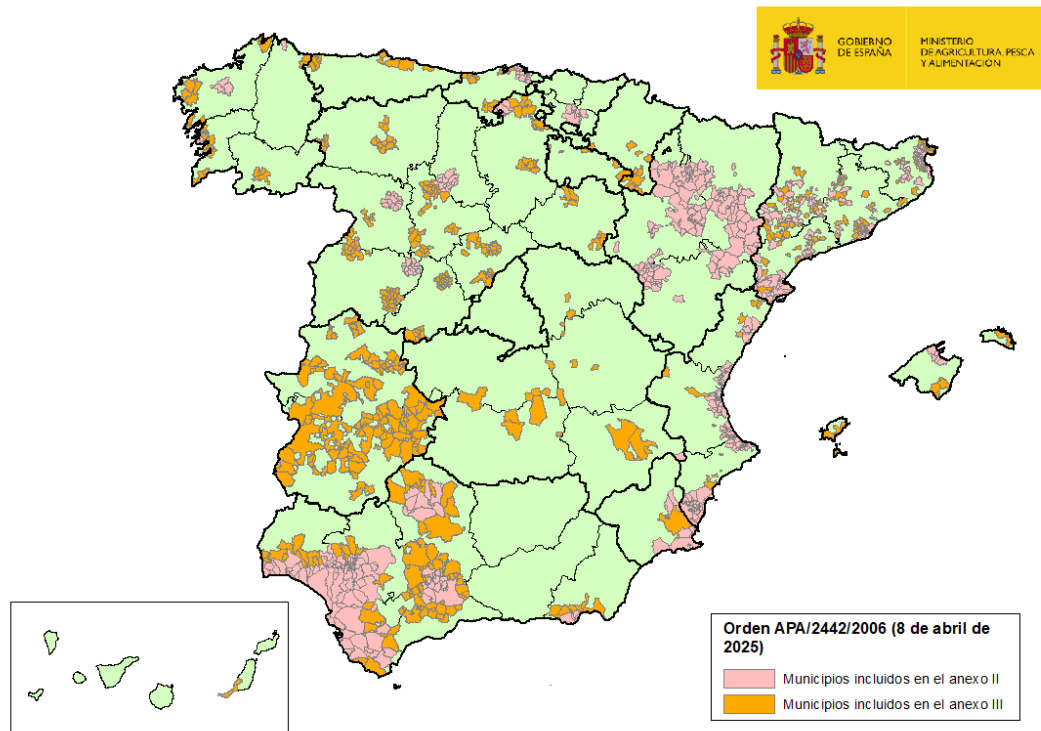 GOBIERNO
DE ESPAÑA
MINISTERIO
DE AGRICULTURA, PESCA
Y ALIMENTACIÓN
Orden APA/2442/2006 (8 de abril de
2025)
Municipios incluidos en el anexo II
Municipios incluidos en el anexo III